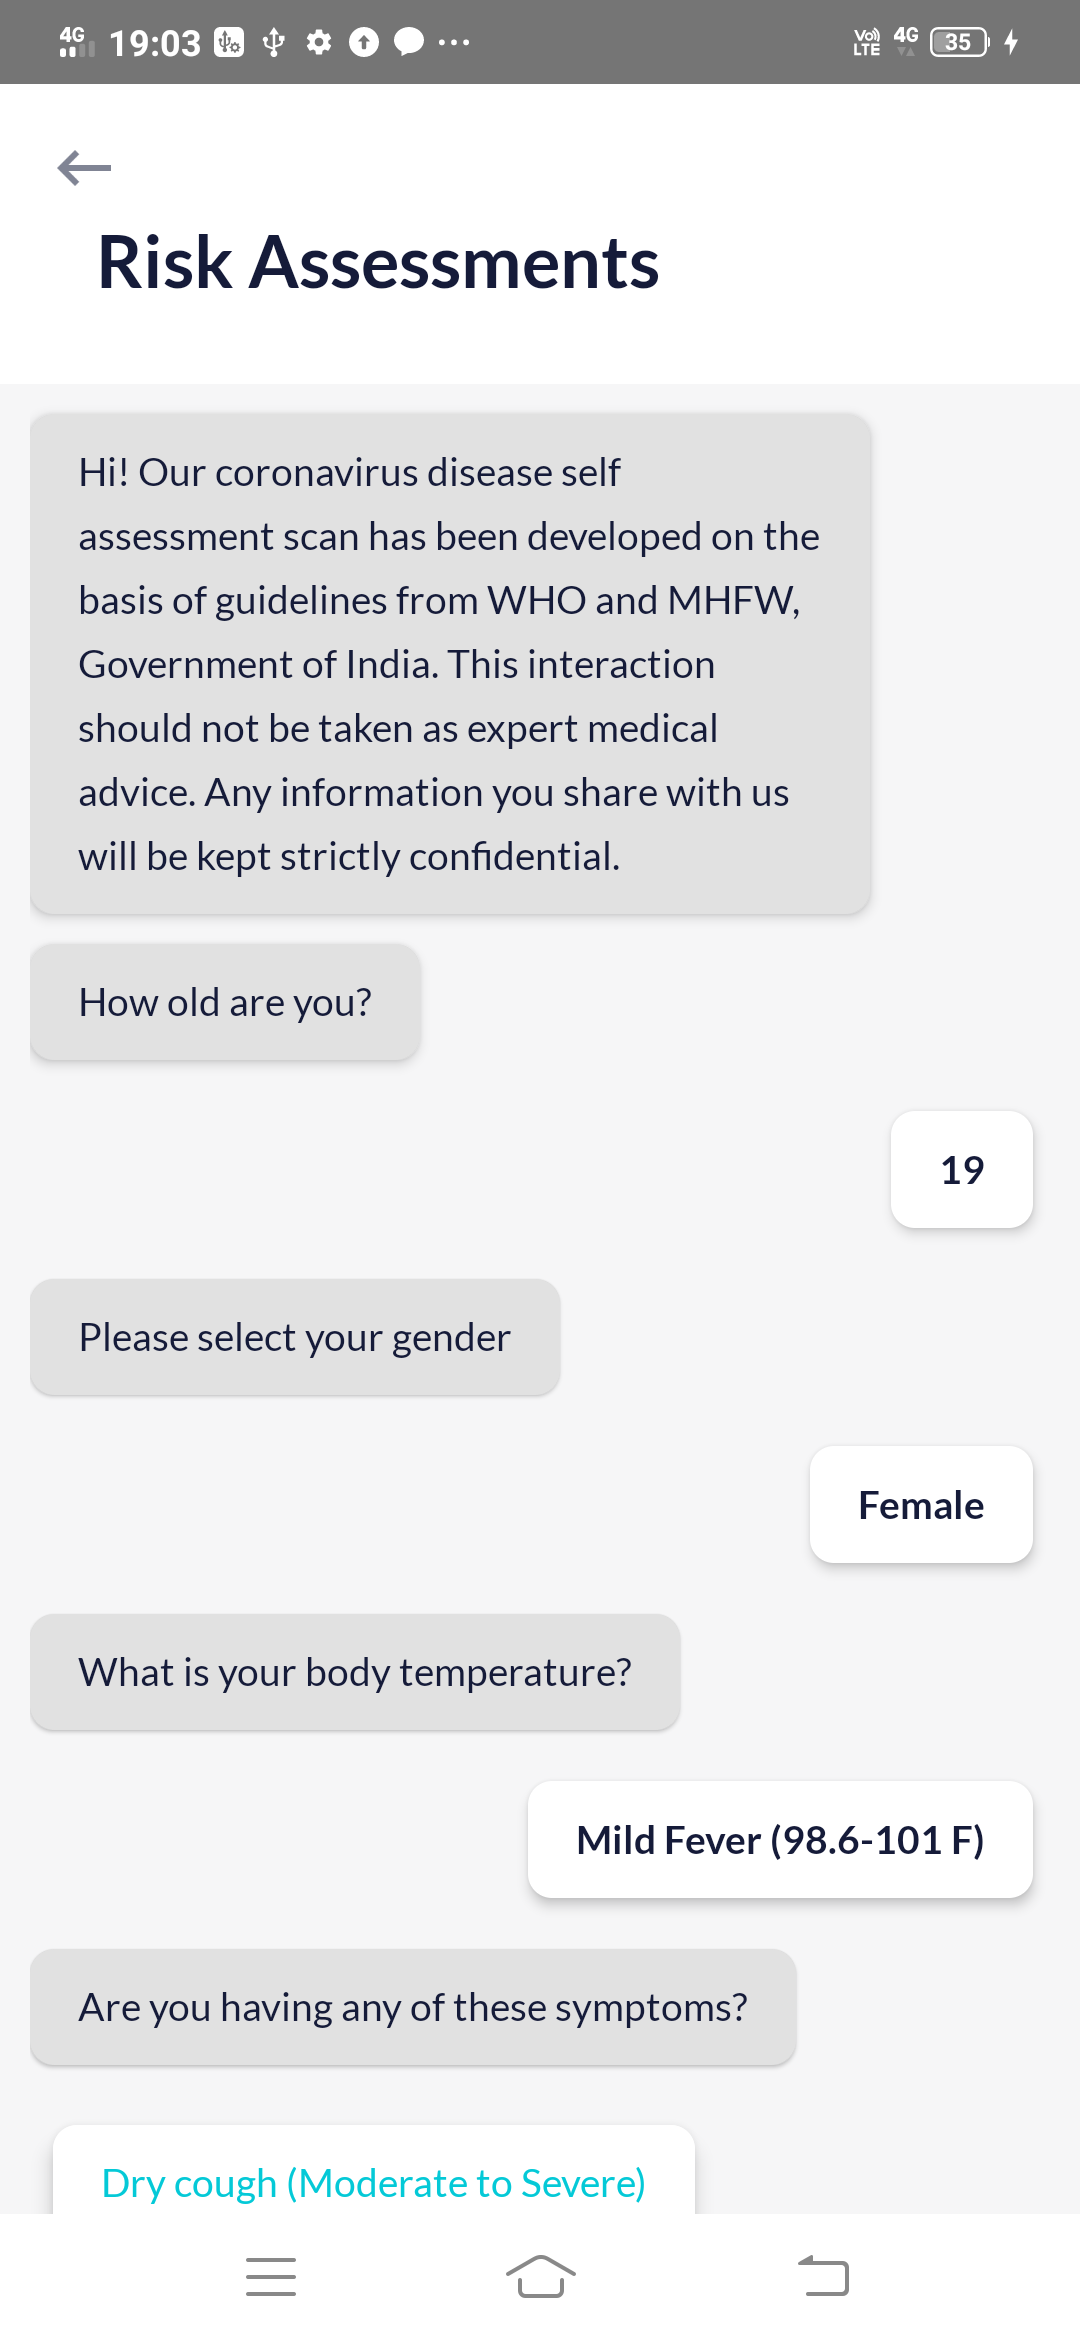 4G 19:03 Vo) LTE 4G 35
Risk Assessments
Hi! Our coronavirus disease self
assessment scan has been developed on the
basis of guidelines from WHO and MHFW,
Government of India. This interaction
should not be taken as expert medical
advice. Any information you share with us
will be kept strictly confidential.
How old are you?
19
Please select your gender
Female
What is your body temperature?
Mild Fever (98.6-101 F)
Are you having any of these symptoms?
Dry cough (Moderate to Severe)